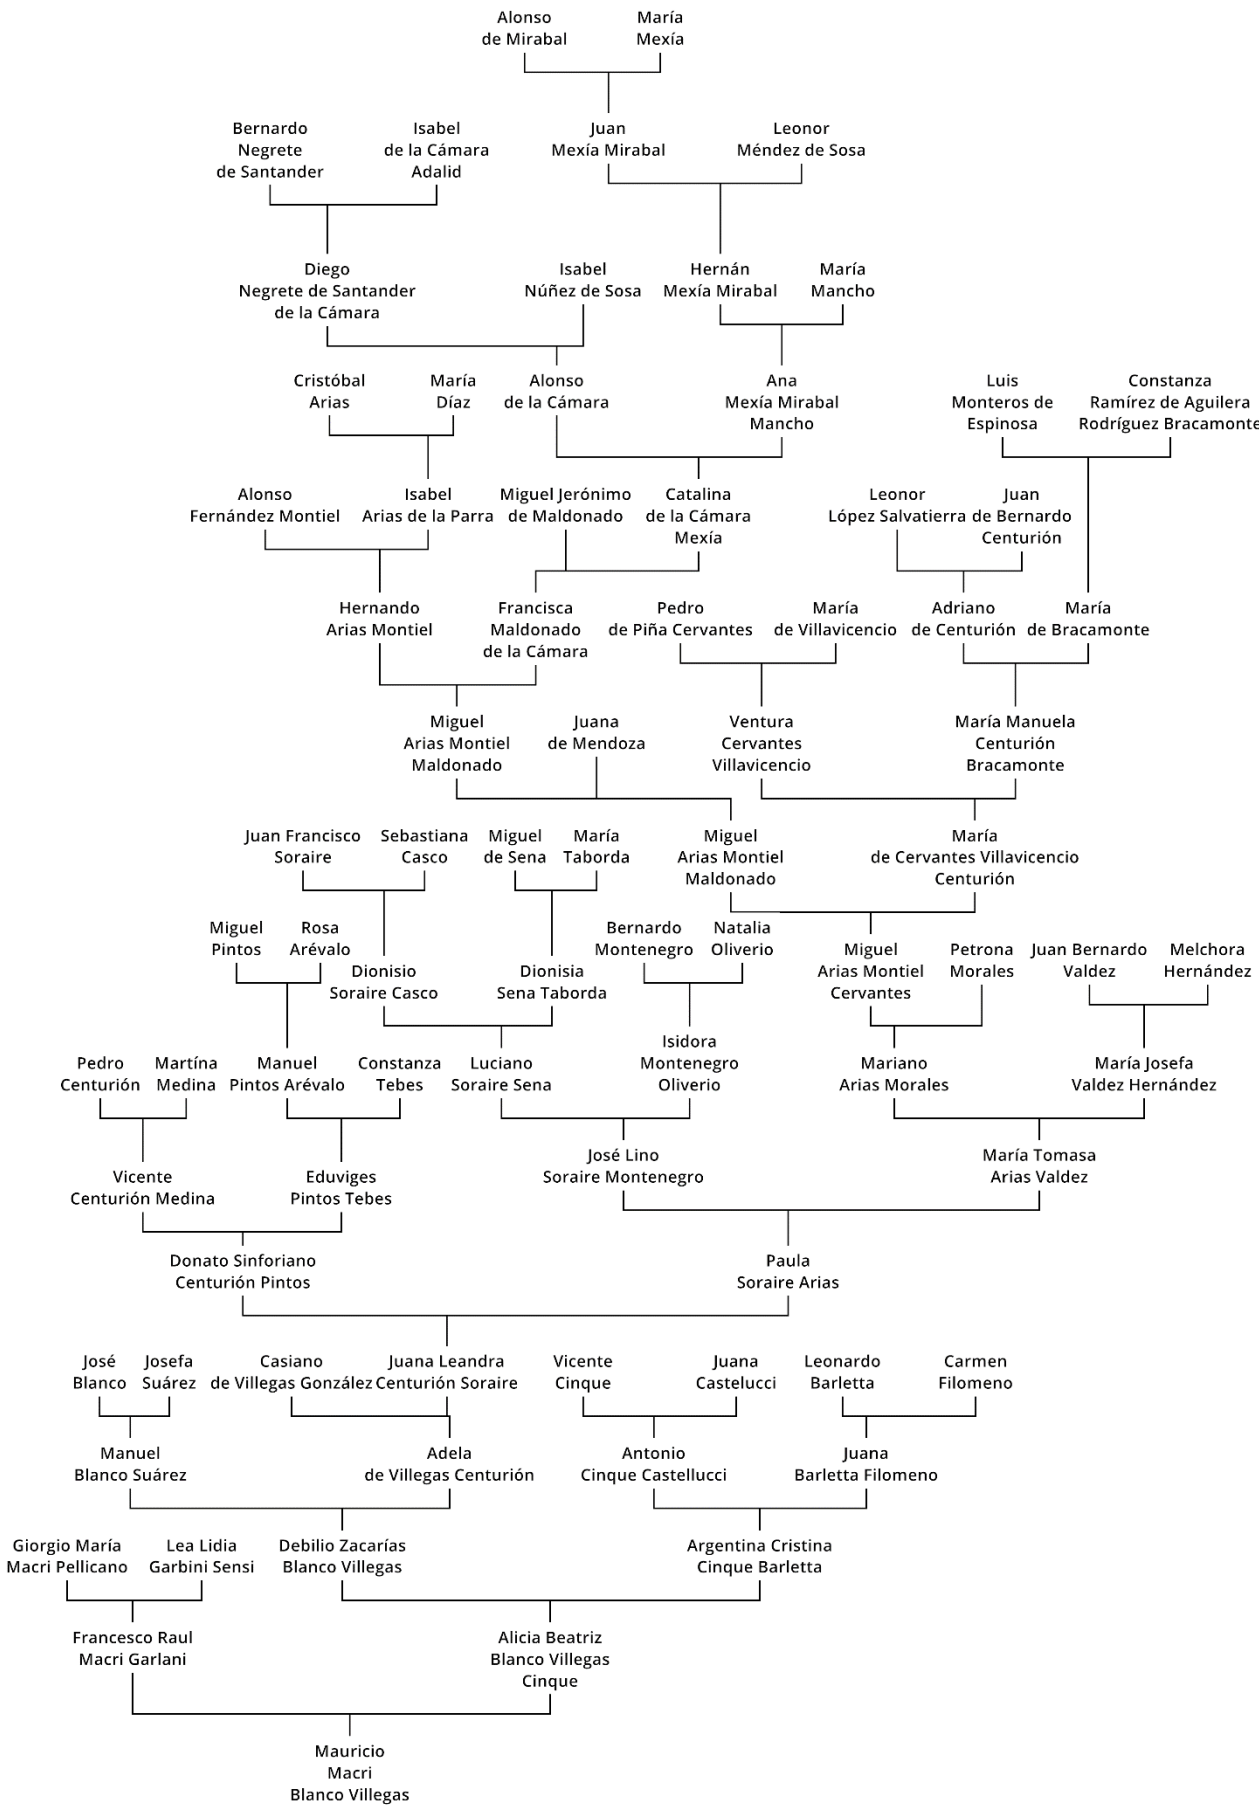 Alonso
de Mirabal
María
Mexía
Bernardo
Negrete
de Santander
Isabel
de la Cámara
Adalid
Juan
Mexía Mirabal
Leonor
Méndez de Sosa
Diego
Negrete de Santander
de la Cámara
Isabel
Núñez de Sosa
Hernán
Mexía Mirabal
María
Mancho
Cristóbal
Arias
María
Díaz
Alonso
de la Cámara
Ana
Mexía Mirabal
Mancho
Luis
Monteros de
Espinosa
Constanza
Ramírez de Aguilera
Rodríguez Bracamonte
Alonso
Fernández Montiel
Isabel
Arias de la Parra
Miguel Jerónimo
de Maldonado
Catalina
de la Cámara
Mexía
Leonor
López Salvatierra
Juan
de Bernardo
Centurión
Hernando
Arias Montiel
Francisca
Maldonado
de la Cámara
Pedro
de Piña Cervantes
María
de Villavicencio
Adriano
de Centurión
María
de Bracamonte
Miguel
Arias Montiel
Maldonado
Juana
de Mendoza
Ventura
Cervantes
Villavicencio
María Manuela
Centurión
Bracamonte
Juan Francisco
Soraire
Sebastiana
Casco
Miguel
de Sena
María
Taborda
Miguel
Arias Montiel
Maldonado
María
de Cervantes Villavicencio
Centurión
Miguel
Pintos
Rosa
Arévalo
Dionisio
Soraire Casco
Dionisia
Sena Taborda
Bernardo
Montenegro
Natalia
Oliverio
Miguel
Arias Montiel
Cervantes
Petrona
Morales
Juan Bernardo
Valdez
Melchora
Hernández
Pedro
Centurión
Martína
Medina
Manuel
Pintos Arévalo
Constanza
Tebes
Luciano
Soraire Sena
Isidora
Montenegro
Oliverio
Mariano
Arias Morales
María Josefa
Valdez Hernández
Vicente
Centurión Medina
Eduviges
Pintos Tebes
José Lino
Soraire Montenegro
María Tomasa
Arias Valdez
Donato Sinforiano
Centurión Pintos
Paula
Soraire Arias
José
Blanco
Josefa
Suárez
Casiano
de Villegas González
Juana Leandra
Centurión Soraire
Vicente
Cinque
Juana
Castelucci
Leonardo
Barletta
Carmen
Filomeno
Manuel
Blanco Suárez
Adela
de Villegas Centurión
Antonio
Cinque Castellucci
Juana
Barletta Filomeno
Giorgio María
Macri Pellicano
Lea Lidia
Garbini Sensi
Debilio Zacarías
Blanco Villegas
Argentina Cristina
Cinque Barletta
Francesco Raul
Macri Garlani
Alicia Beatriz
Blanco Villegas
Cinque
Mauricio
Macri
Blanco Villegas